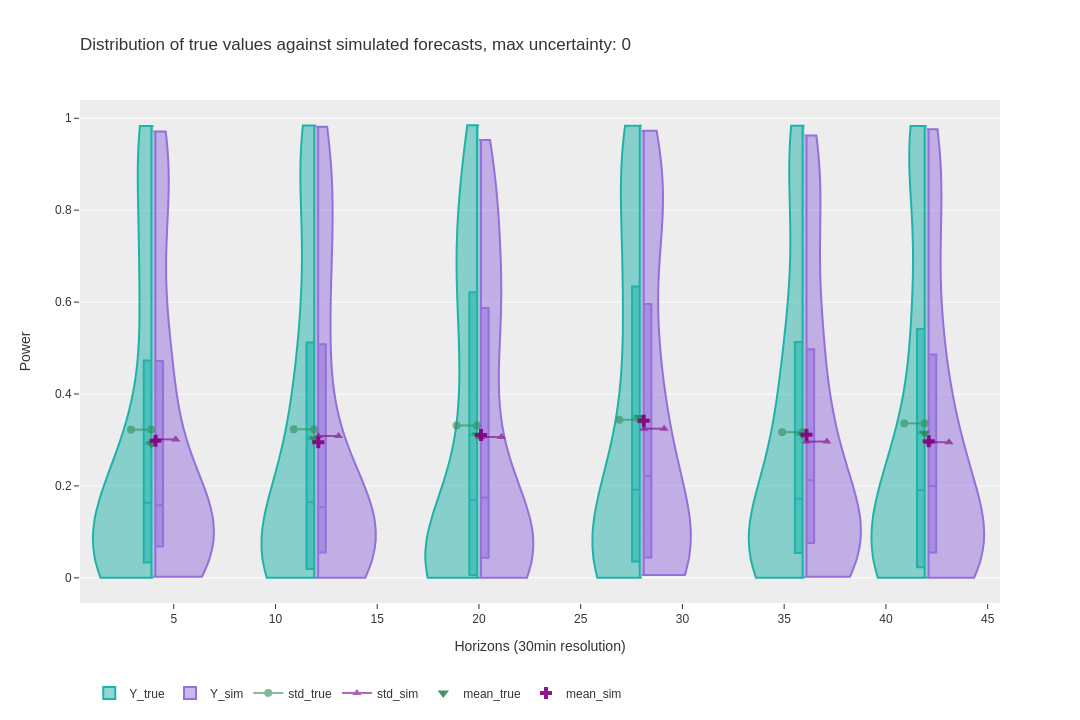 Distribution of true values against simulated forecasts, max uncertainty: 0
1
0.8
0.6
0.4
0.2
0
Power
5 10 15 20 25 30 35 40 45
Horizons (30min resolution)
Y_true Y_sim std_true std_sim mean_true mean_sim